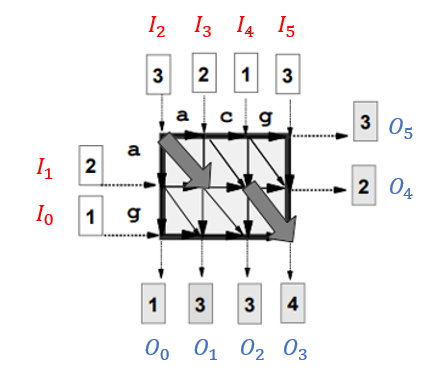 I₂ I₃ I₄ I₅
3 2 1 3
a c g
3 O₅
a
I₁ 2
2 O₄
I₀ 1 g
1 3 3 4
O₀ O₁ O₂ O₃